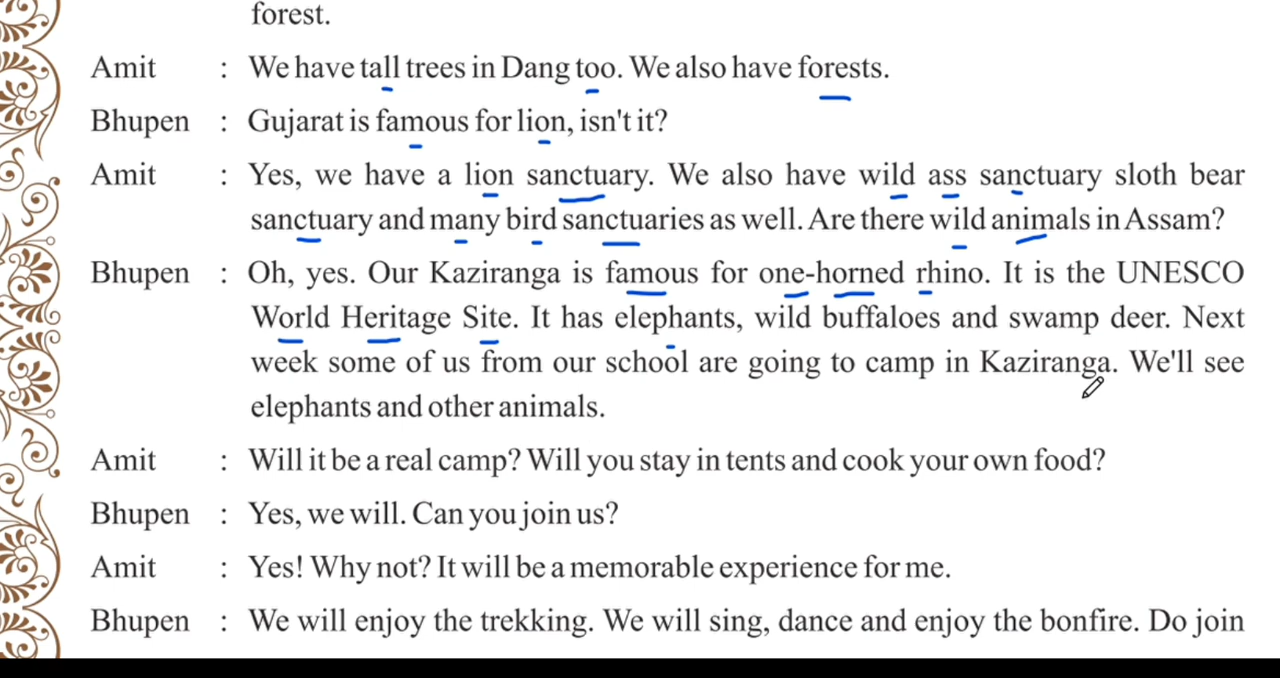 forest.
Amit : We have tall trees in Dang too. We also have forests.
Bhupen : Gujarat is famous for lion, isn't it?
Amit : Yes, we have a lion sanctuary. We also have wild ass sanctuary sloth bear
sanctuary and many bird sanctuaries as well. Are there wild animals in Assam?
Bhupen : Oh, yes. Our Kaziranga is famous for one-horned rhino. It is the UNESCO
World Heritage Site. It has elephants, wild buffaloes and swamp deer. Next
week some of us from our school are going to camp in Kaziranga. We'll see
elephants and other animals.
Amit : Will it be a real camp? Will you stay in tents and cook your own food?
Bhupen : Yes, we will. Can you join us?
Amit : Yes! Why not? It will be a memorable experience for me.
Bhupen : We will enjoy the trekking. We will sing, dance and enjoy the bonfire. Do join